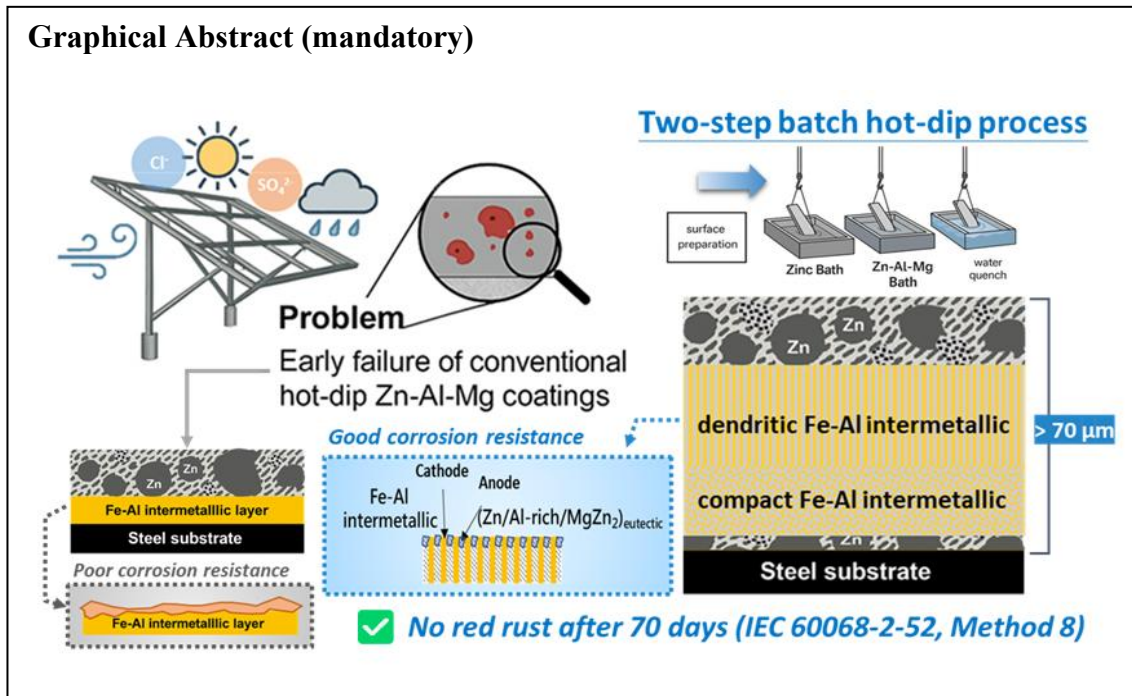 Graphical Abstract (mandatory)
Cl⁻
SO₄²⁻
Problem
Early failure of conventional
hot-dip Zn-Al-Mg coatings
Zn
Zn
Fe-Al intermetalllic layer
Steel substrate
Poor corrosion resistance
Fe-Al intermetalllic layer
Two-step batch hot-dip process
surface
preparation
Zinc Bath
Zn-Al-Mg
Bath
water
quench
Zn
Zn
dendritic Fe-Al intermetallic
compact Fe-Al intermetallic
Zn
Steel substrate
> 70 µm
Good corrosion resistance
Cathode
Anode
Fe-Al
intermetallic
(Zn/Al-rich/MgZn₂)eutectic
No red rust after 70 days (IEC 60068-2-52, Method 8)